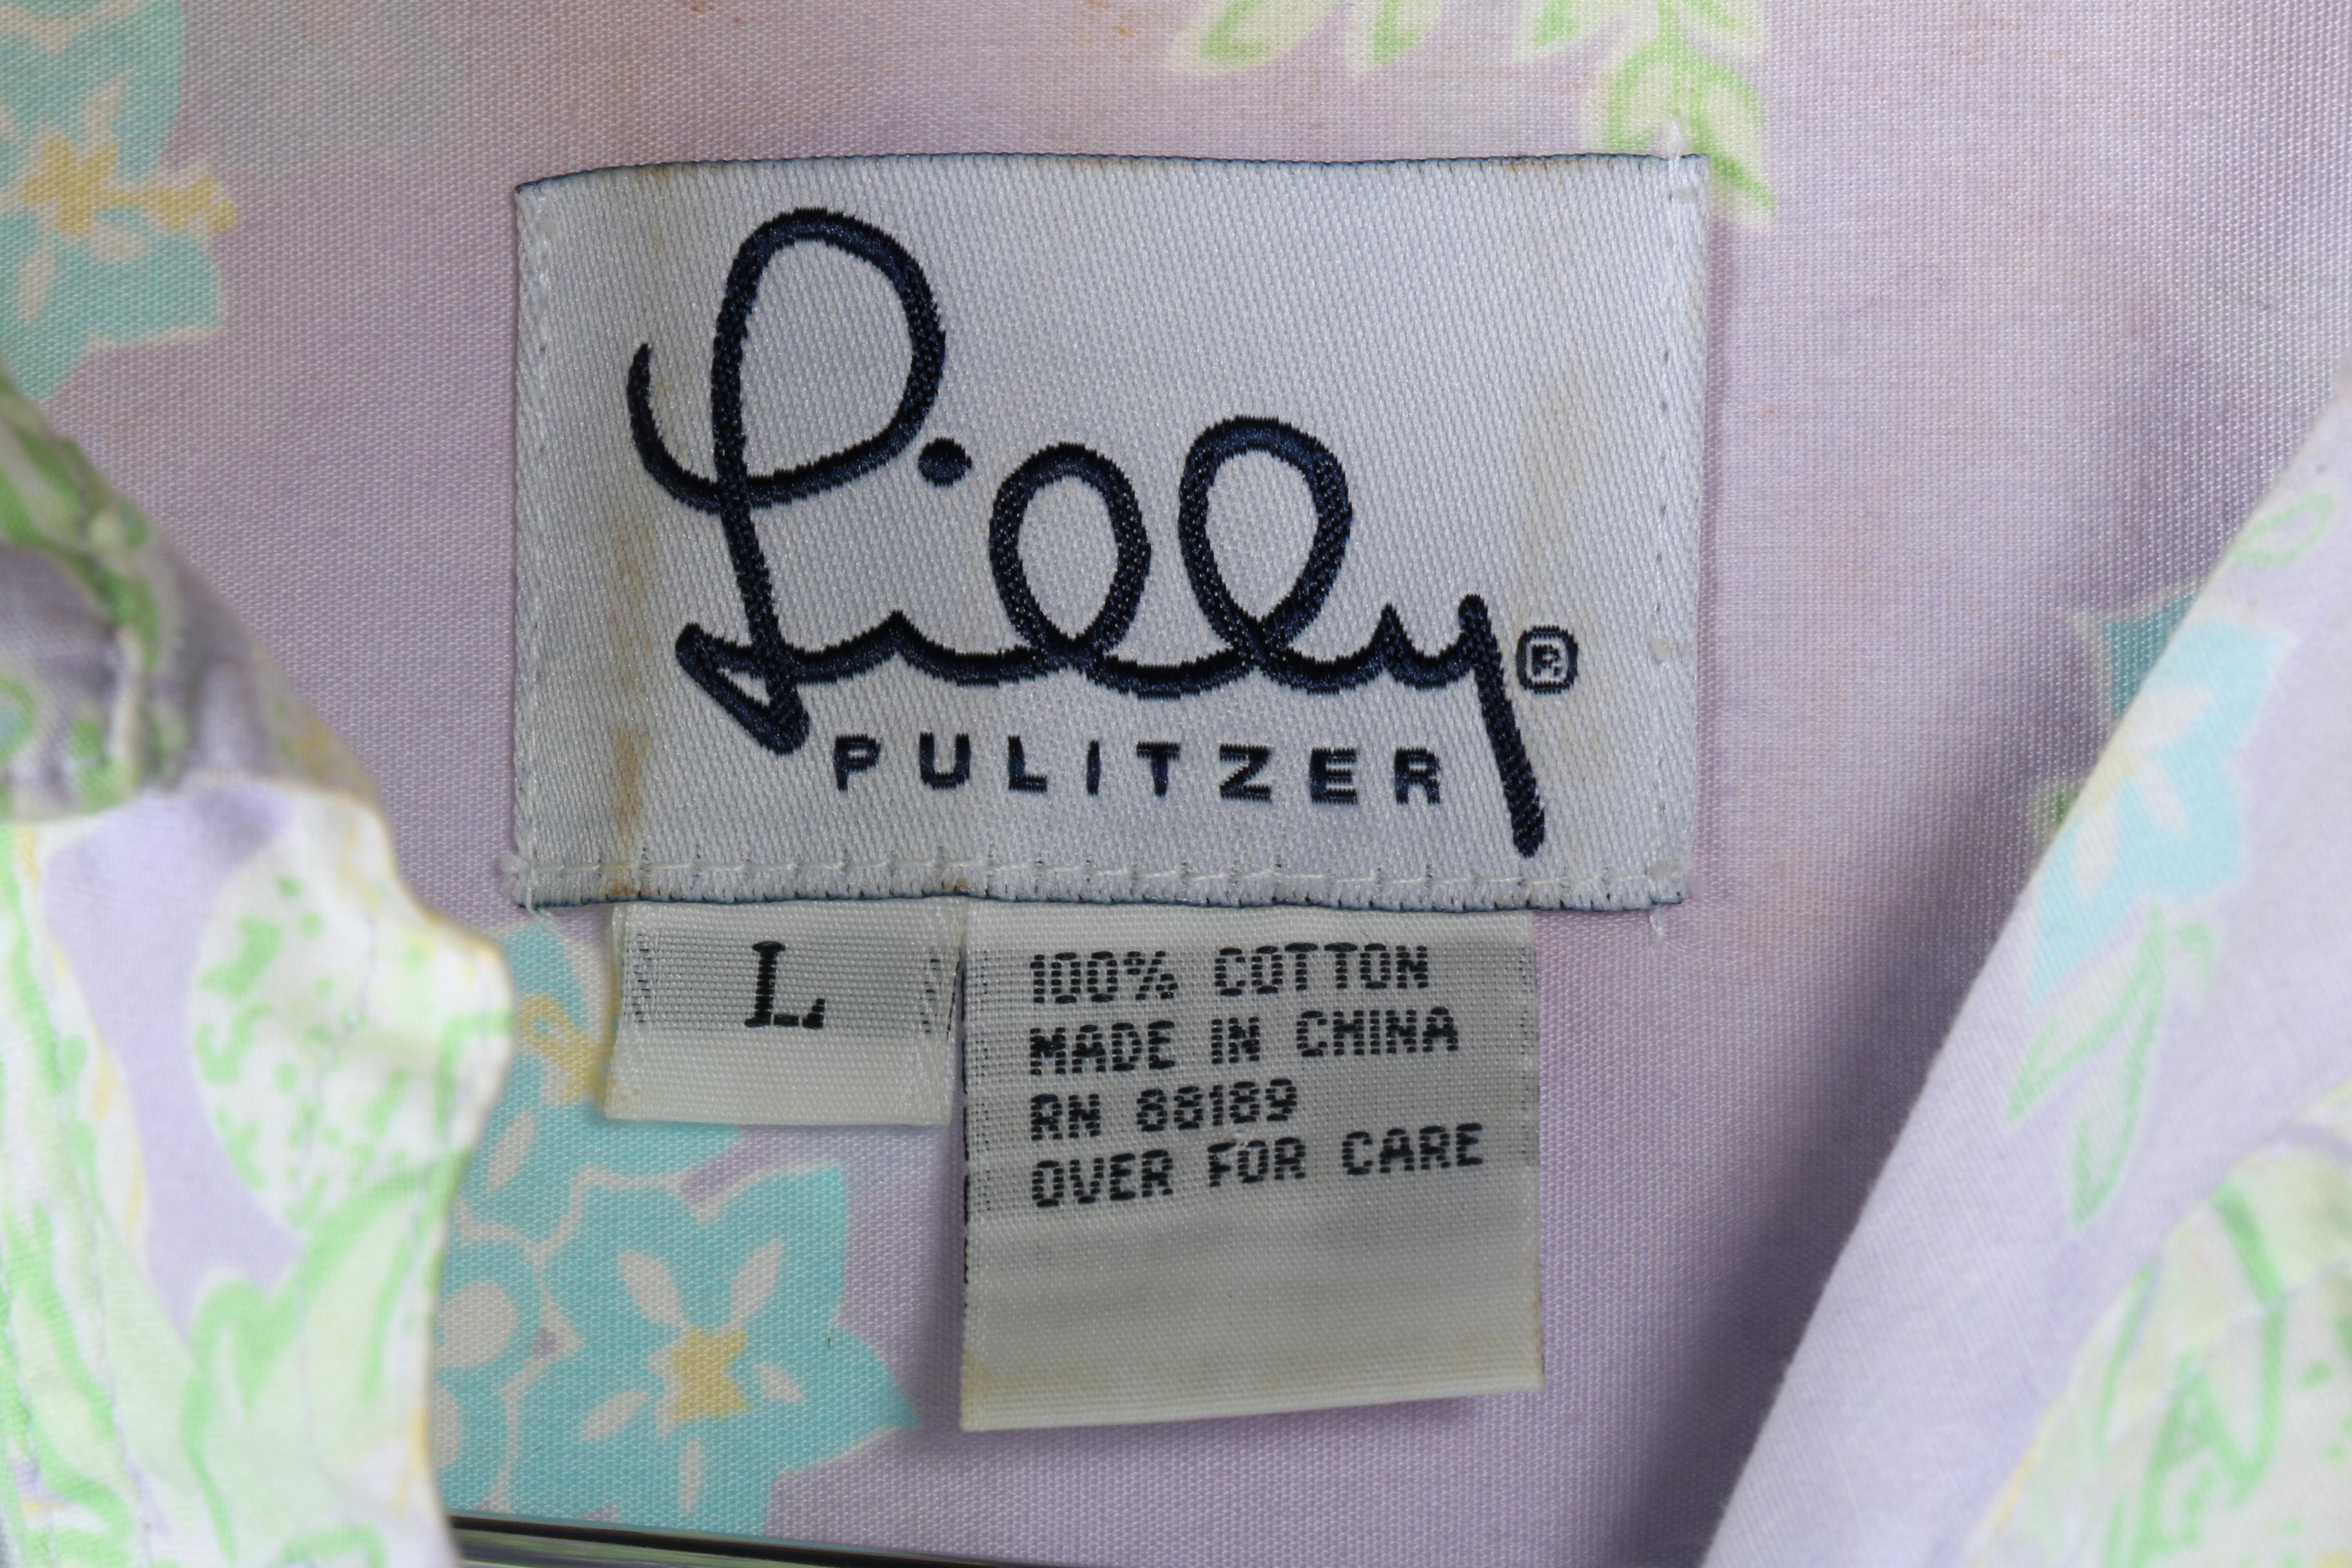 Lilly®
PULITZER
L
100% COTTON
MADE IN CHINA
RN 88189
OVER FOR CARE